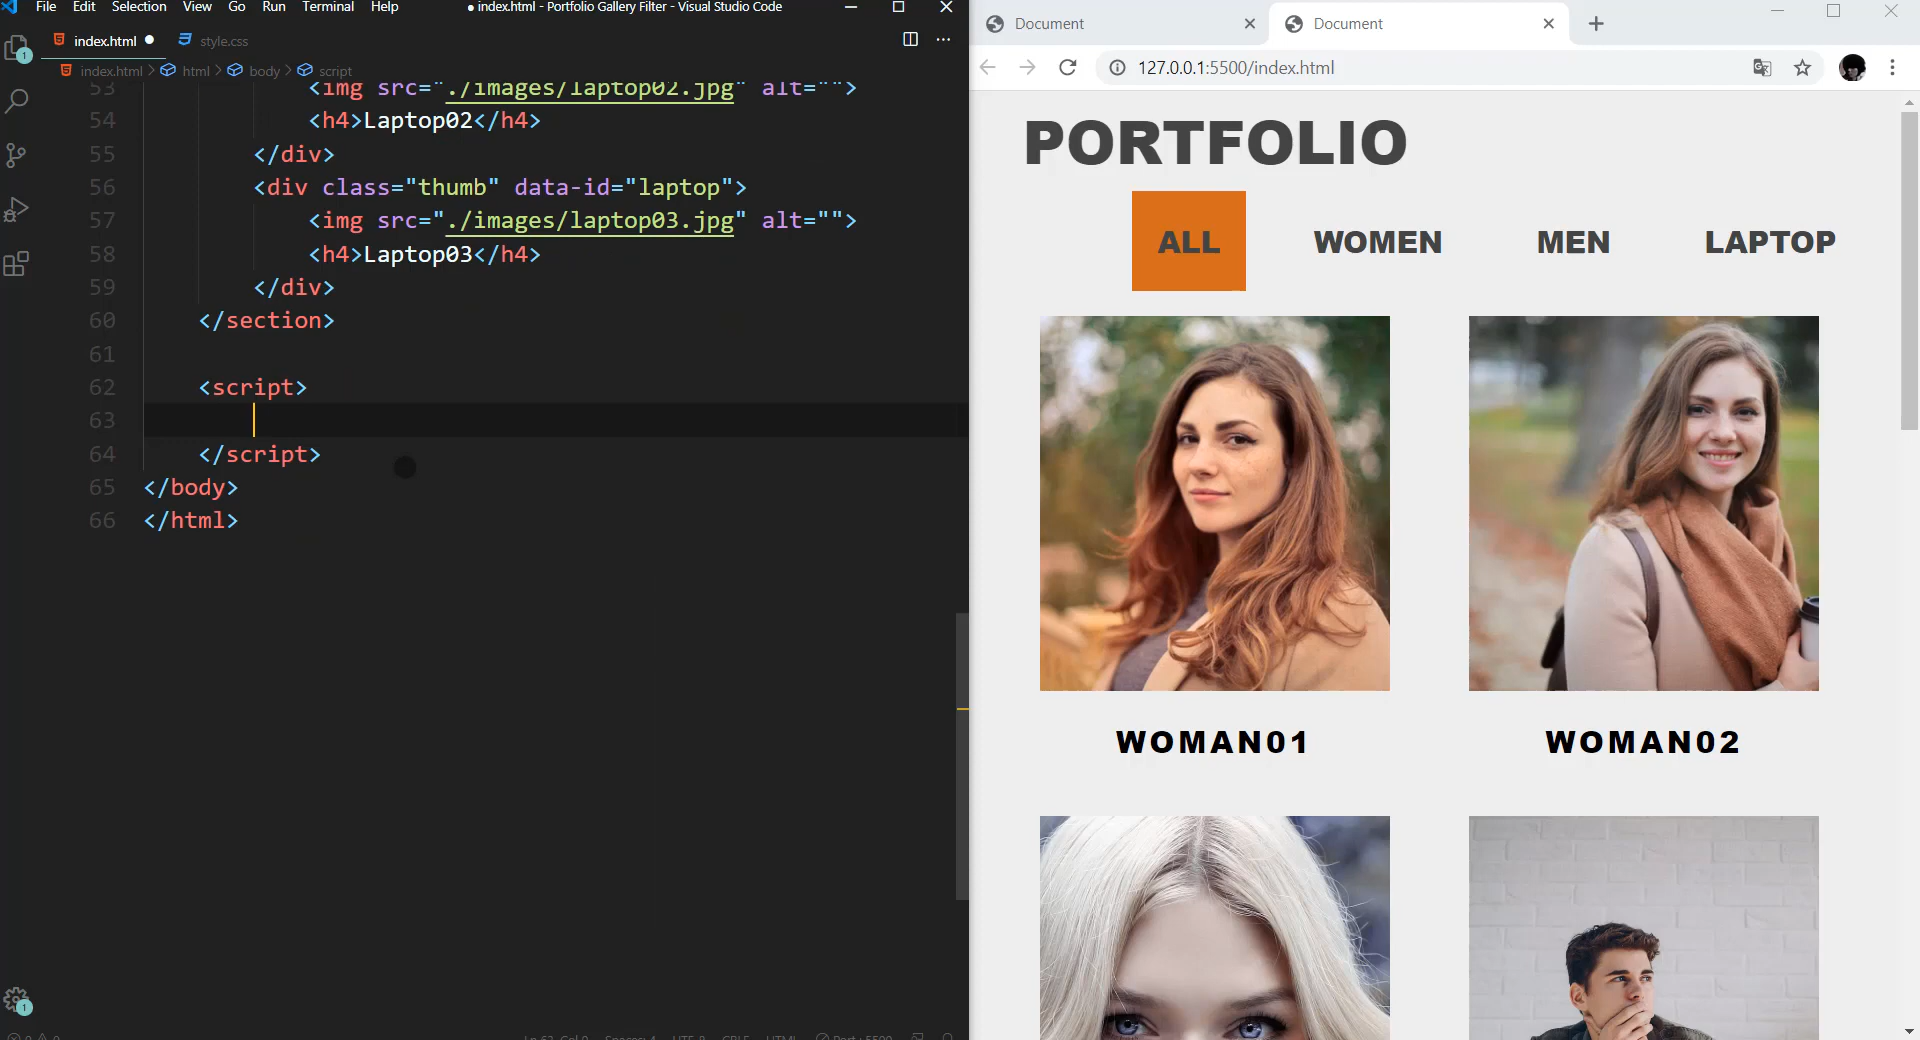 File Edit Selection View Go Run Terminal Help
● index.html - Portfolio Gallery Filter - Visual Studio Code
index.html ●
style.css
index.html > html > body > script
53 <img src="./images/laptop02.jpg" alt="">
54 <h4>Laptop02</h4>
55 </div>
56 <div class="thumb" data-id="laptop">
57 <img src="./images/laptop03.jpg" alt="">
58 <h4>Laptop03</h4>
59 </div>
60 </section>
61
62 <script>
63
64 </script>
65 </body>
66 </html>
1
1
Document
Document
127.0.0.1:5500/index.html
PORTFOLIO
ALL WOMEN MEN LAPTOP
WOMAN01
WOMAN02